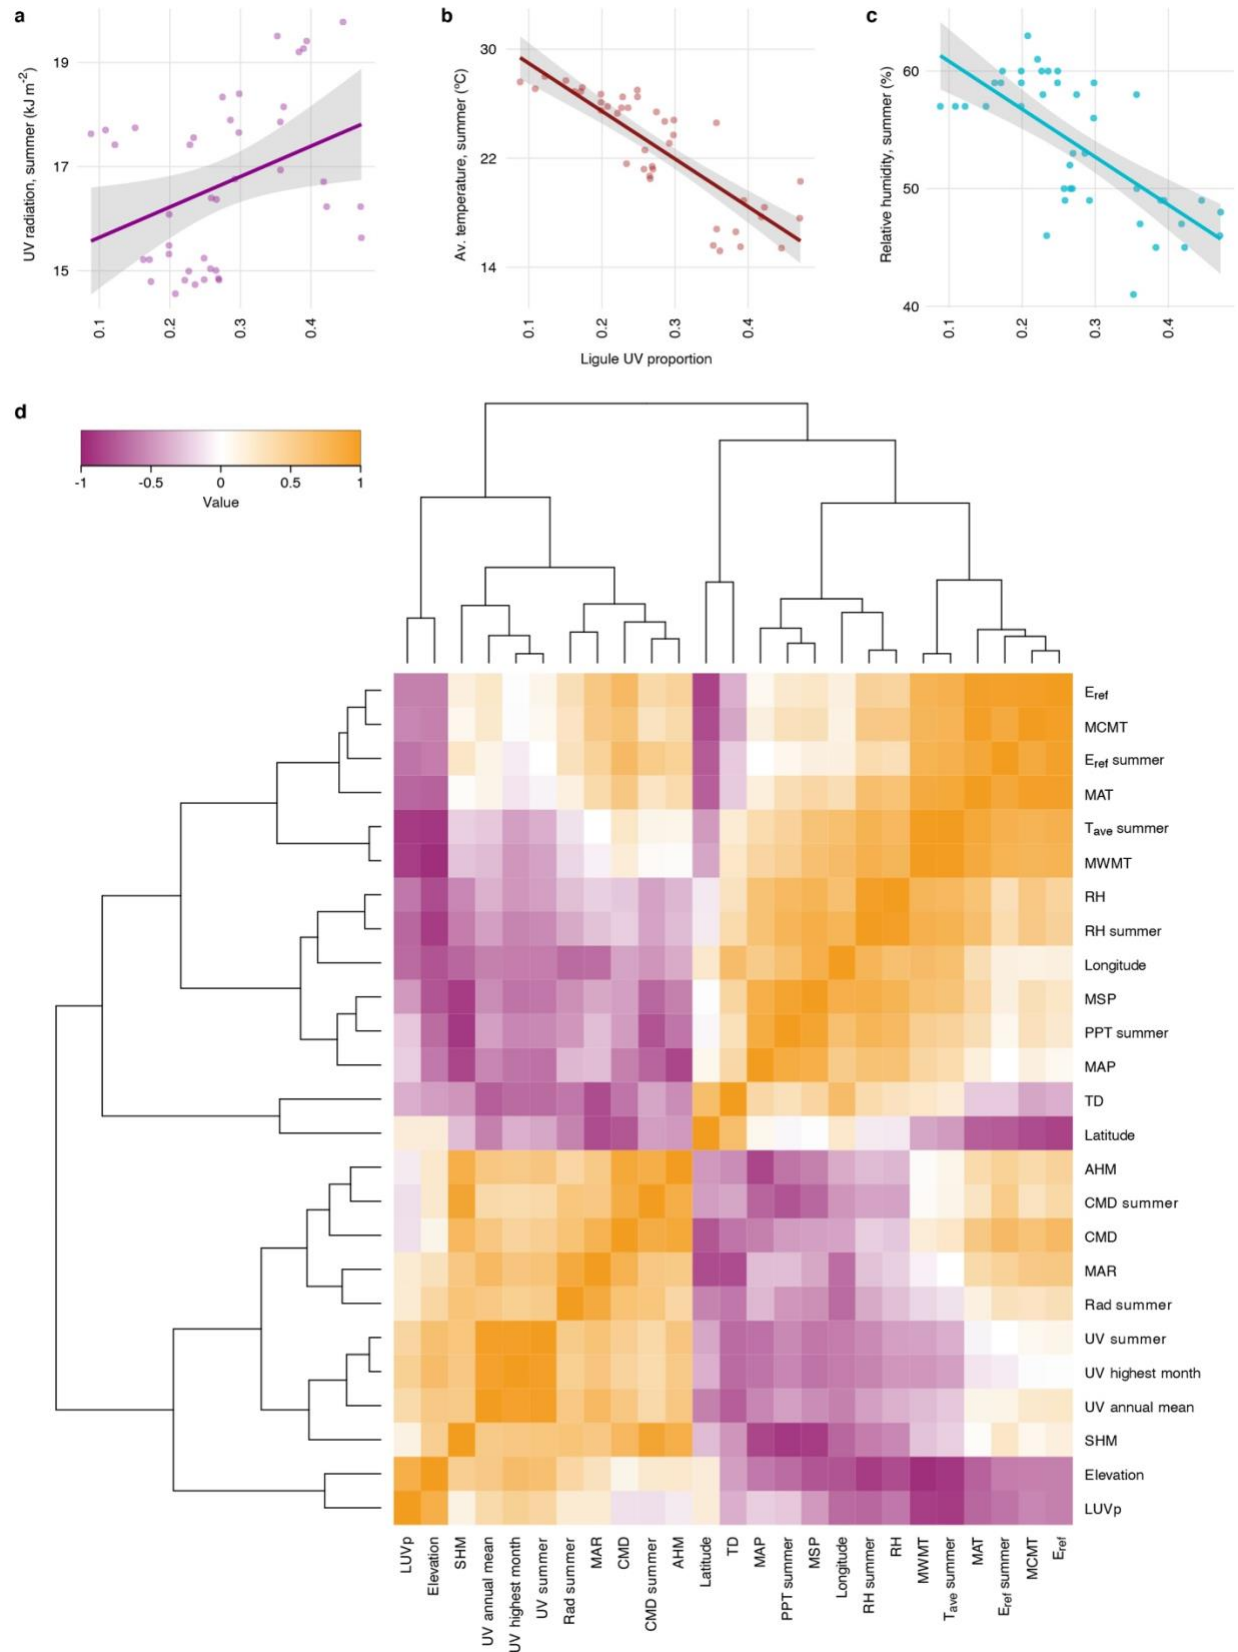 a
b
c
UV radiation, summer (kJ m⁻²)
19
17
15
0.1
0.2
0.3
0.4
Av. temperature, summer (ºC)
30
22
14
0.1
0.2
0.3
0.4
Relative humidity, summer (%)
60
50
40
0.1
0.2
0.3
0.4
Ligule UV proportion
d
-1 -0.5 0 0.5 1
Value
Eref
MCMT
Eref summer
MAT
Tave summer
MWMT
RH
RH summer
Longitude
MSP
PPT summer
MAP
TD
Latitude
AHM
CMD summer
CMD
MAR
Rad summer
UV summer
UV highest month
UV annual mean
SHM
Elevation
LUVp
LUVp
Elevation
SHM
UV annual mean
UV highest month
UV summer
Rad summer
MAR
CMD
CMD summer
AHM
Latitude
TD
MAP
PPT summer
MSP
Longitude
RH summer
RH
MWMT
Tave summer
MAT
Eref summer
MCMT
Eref